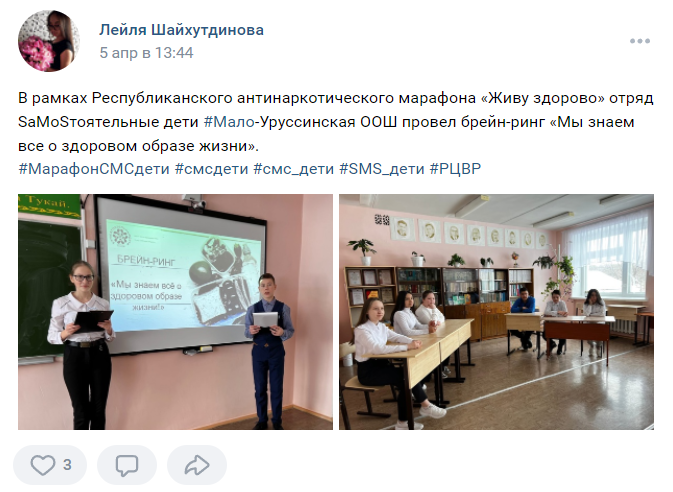 Лейля Шайхутдинова
5 апр в 13:44
В рамках Республиканского антинаркотического марафона «Живу здорово» отряд
SaMoSтоятельные дети #Мало-Уруссинская ООШ провел брейн-ринг «Мы знаем
все о здоровом образе жизни».
#МарафонСМСдети #смсдети #смс_дети #SMS_дети #РЦВР
Тукай.
БРЕЙН-РИНГ
«Мы знаем всё о
здоровом образе
жизни!»
3